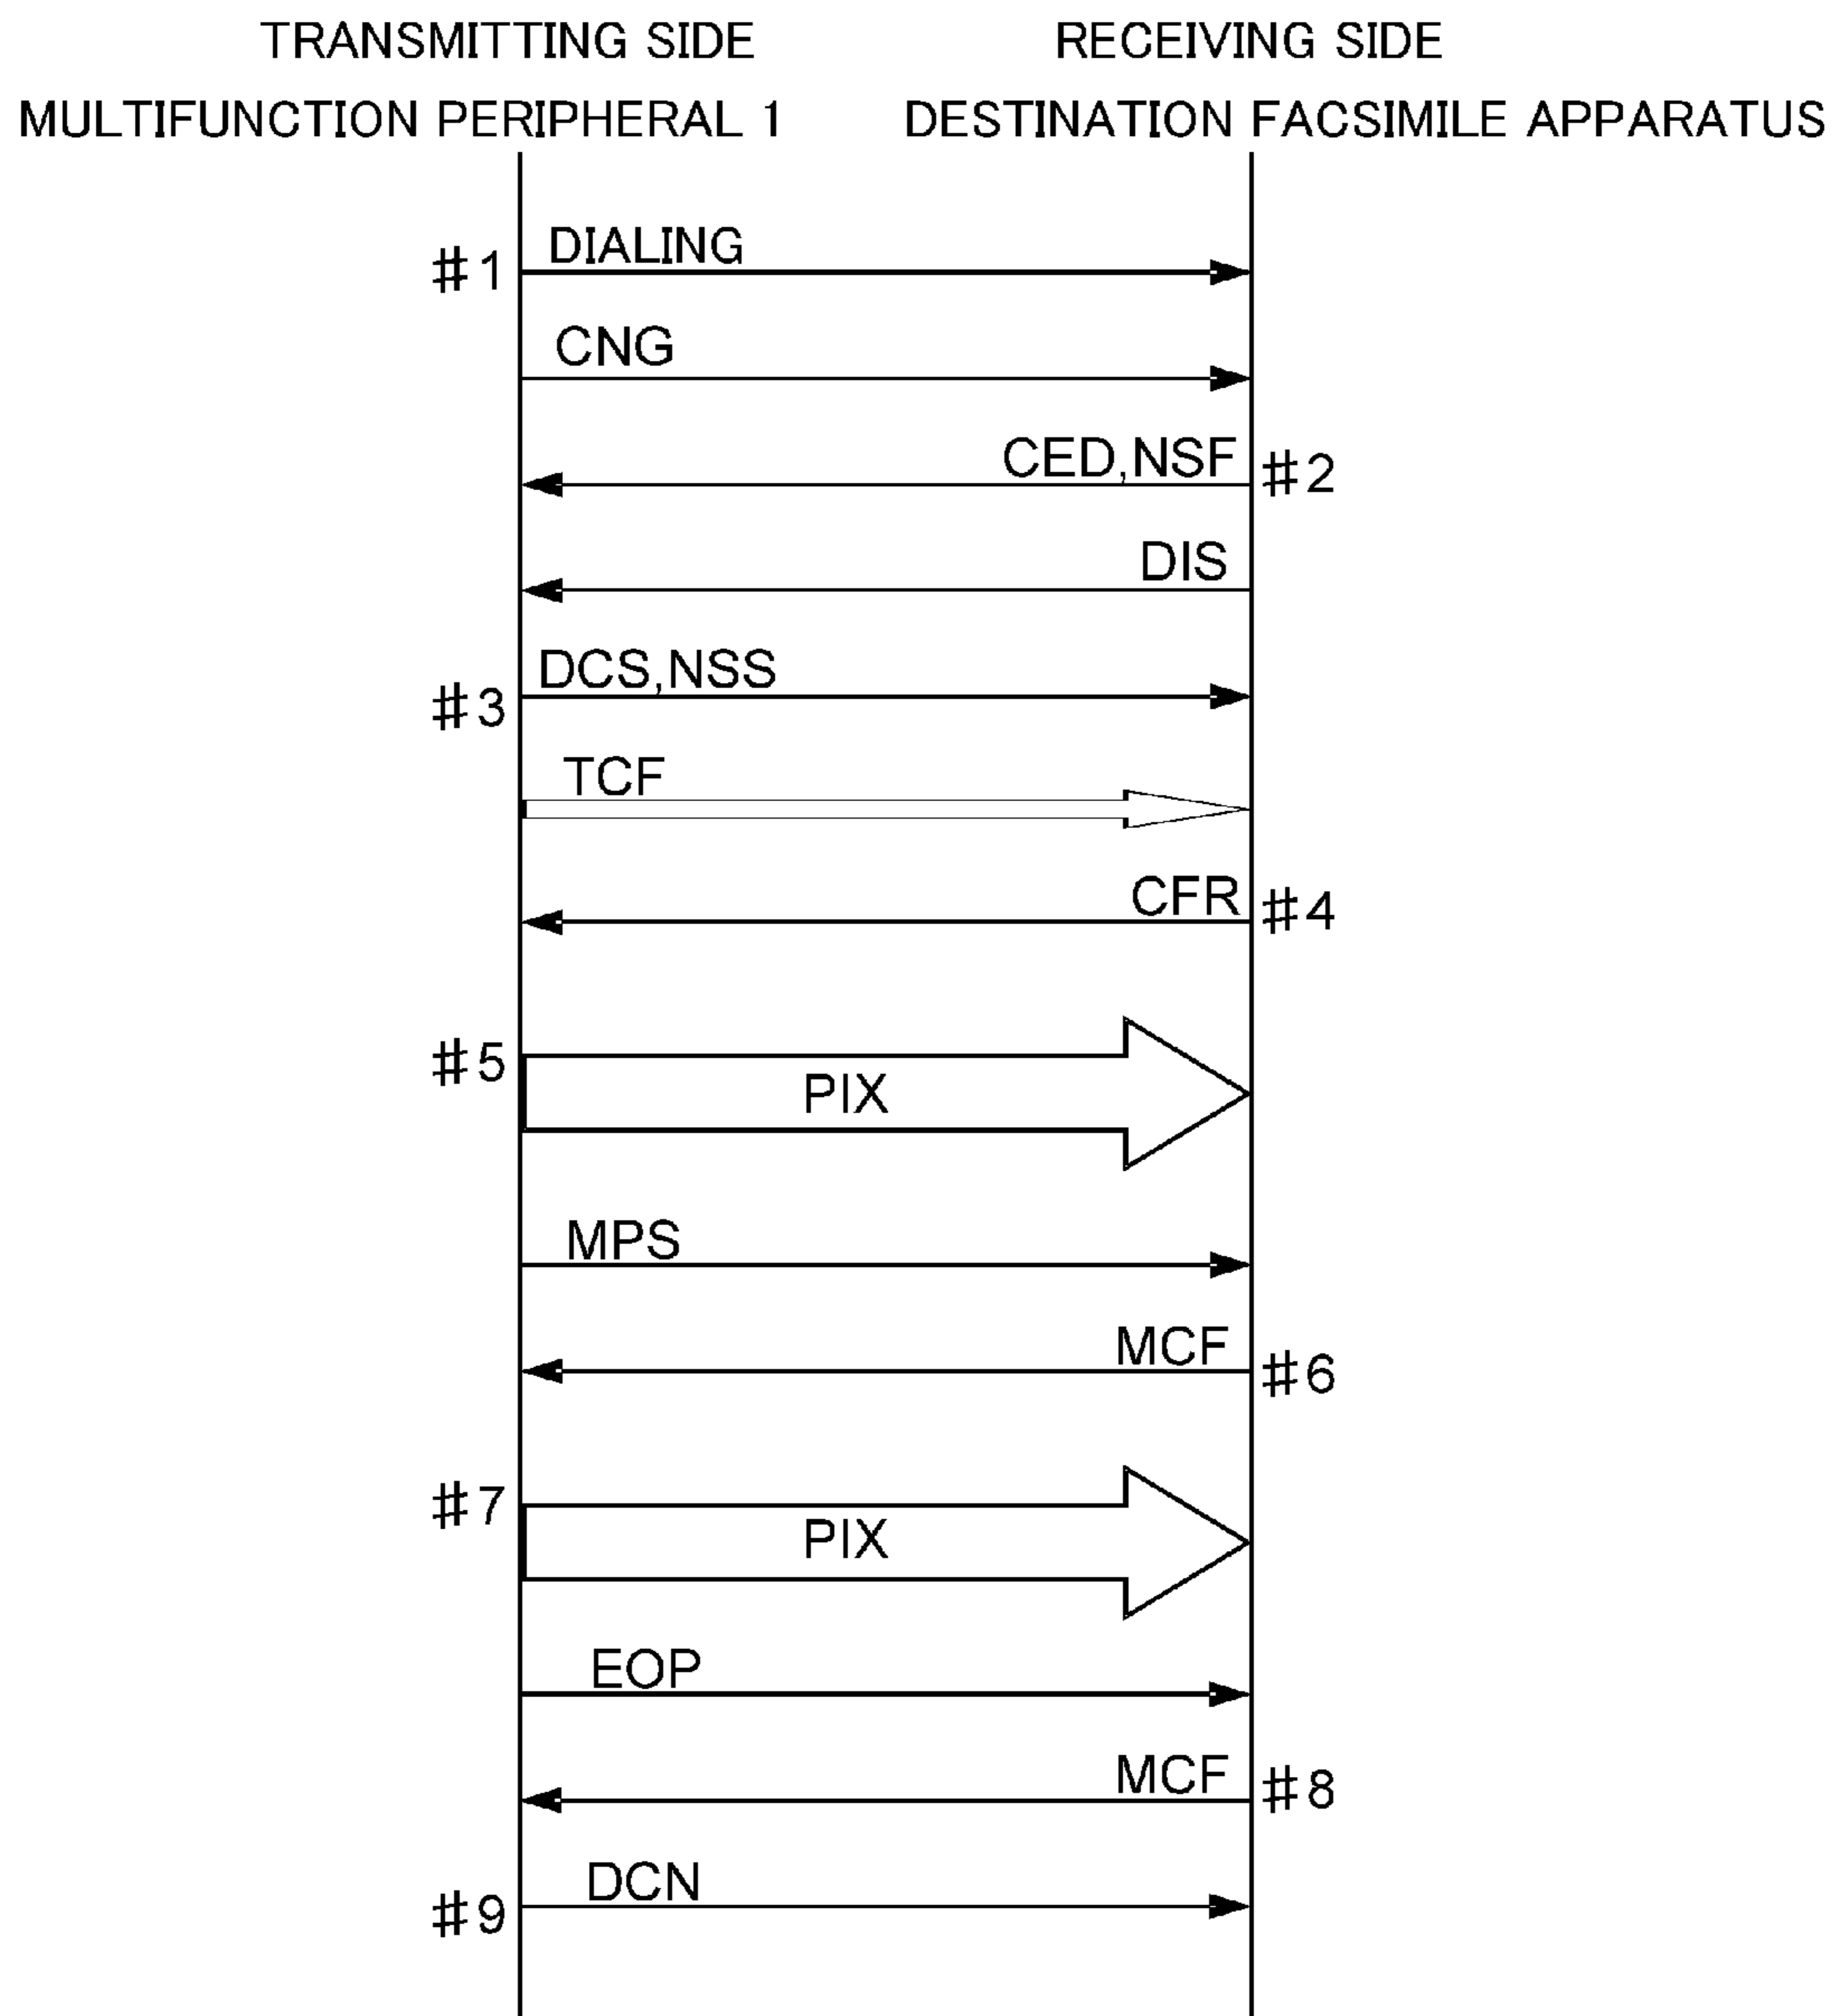 TRANSMITTING SIDE RECEIVING SIDE
MULTIFUNCTION PERIPHERAL 1 DESTINATION FACSIMILE APPARATUS
#1 DIALING
CNG
CED,NSF #2
DIS
#3 DCS,NSS
TCF
CFR #4
#5 PIX
MPS
MCF #6
#7 PIX
EOP
MCF #8
#9 DCN